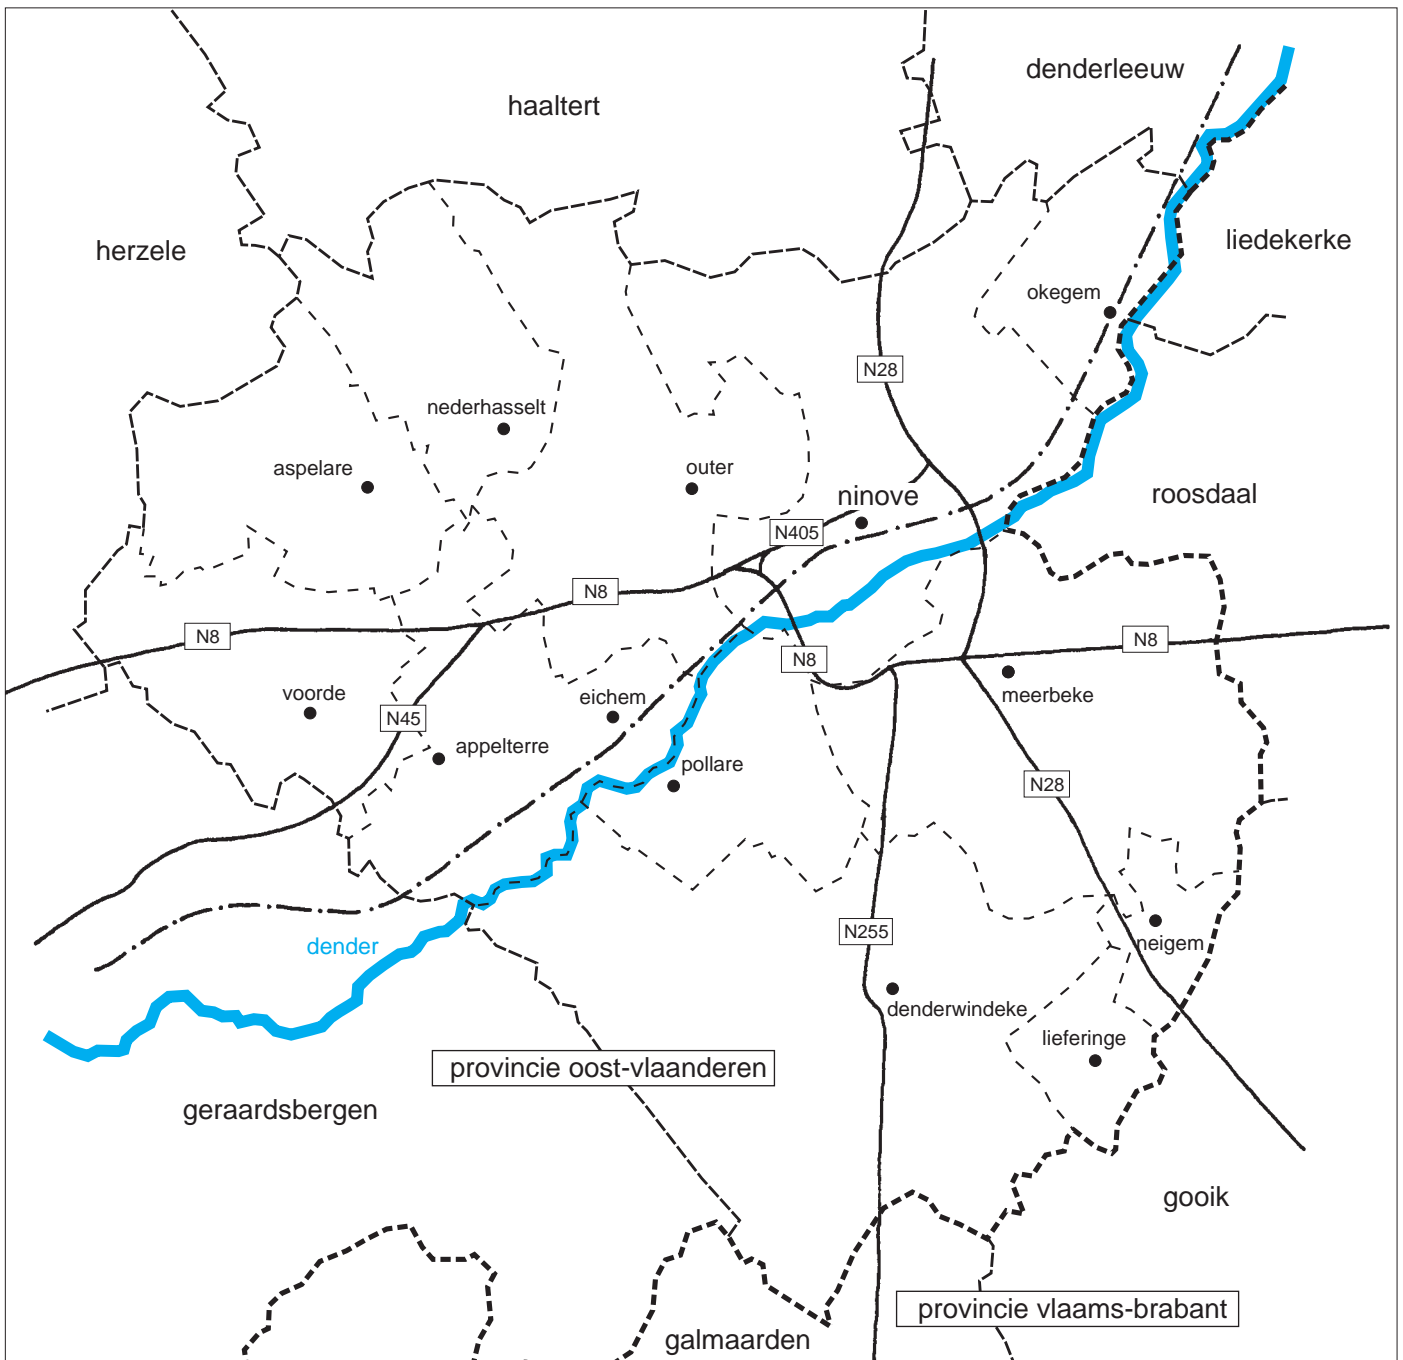 denderleeuw
haaltert
herzele
liedekerke
okegem
N28
nederhasselt
aspelare
outer
ninove
roosdaal
N405
N8
N8
N8
N8
voorde
eichem
meerbeke
N45
appelterre
pollare
N28
dender
N255
neigem
denderwindeke
lieferinge
provincie oost-vlaanderen
geraardsbergen
gooik
provincie vlaams-brabant
galmaarden